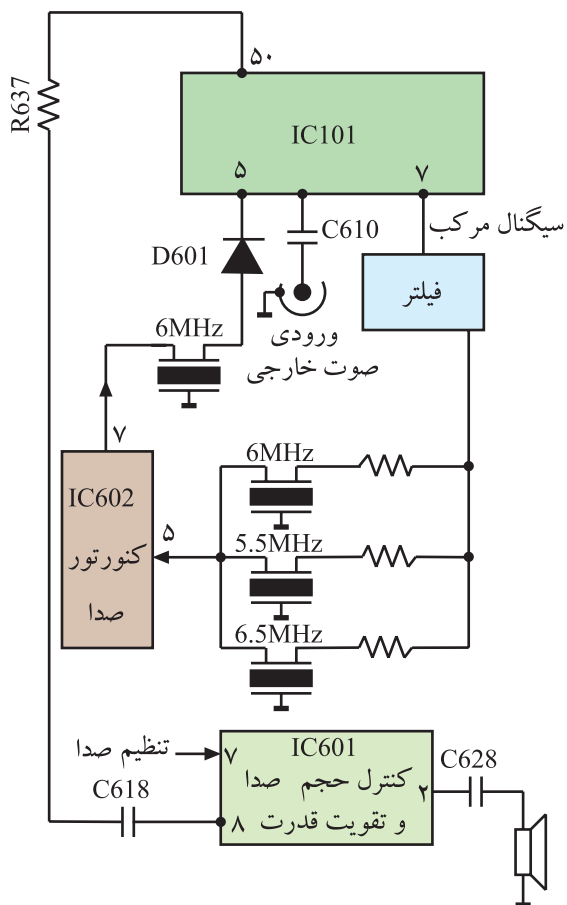 ۵۰
R637
IC101
۵
۷
C610
سیگنال مرکب
D601
فیلتر
ورودی
صوت خارجی
6MHz
۷
6MHz
IC602
۵
کنورتور
صدا
5.5MHz
6.5MHz
IC601
تنظیم صدا
۷
C628
کنترل حجم صدا
و تقویت قدرت
۲
C618
۸